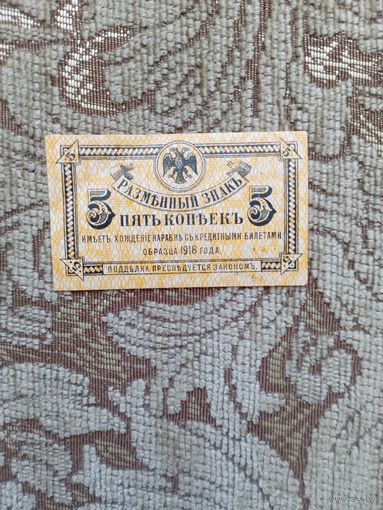 РАЗМѢННЫЙ ЗНАКЪ
5 ПЯТЬ КОПѢЕКЪ 5
ИМѢЕТЪ ХОЖДЕНІЕ НАРАВНѢ СЪ КРЕДИТНЫМИ БИЛЕТАМИ
ОБРАЗЦА 1918 ГОДА.
ПОДДѢЛКА ПРЕСЛѢДУЕТСЯ ЗАКОНОМЪ.